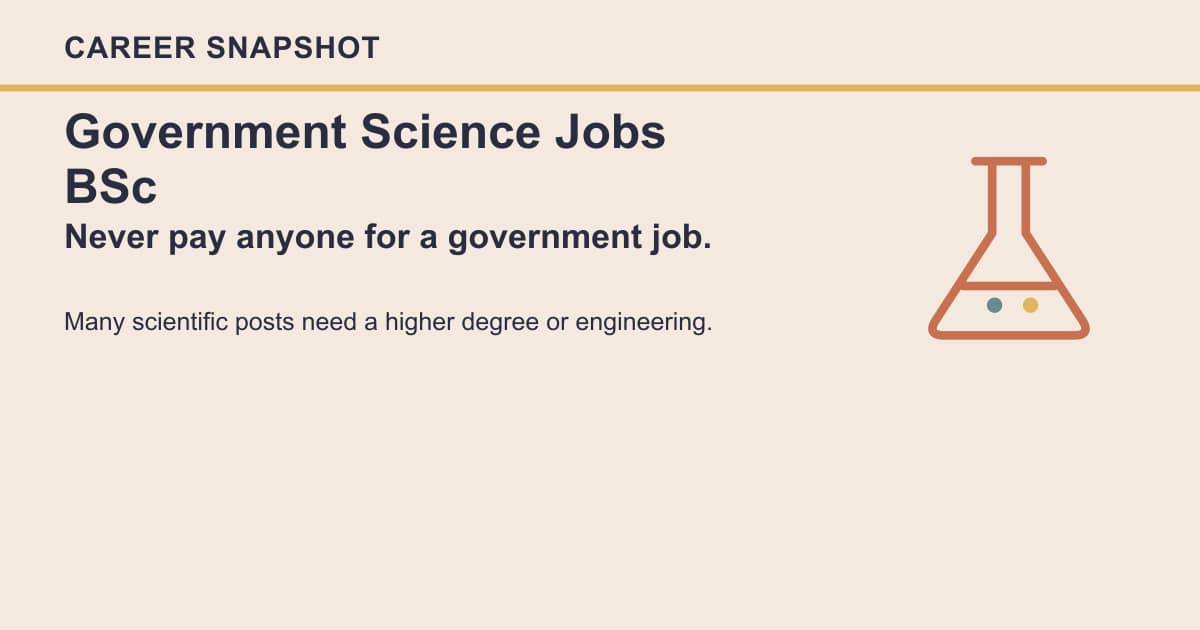 CAREER SNAPSHOT
Government Science Jobs
BSc
Never pay anyone for a government job.
Many scientific posts need a higher degree or engineering.